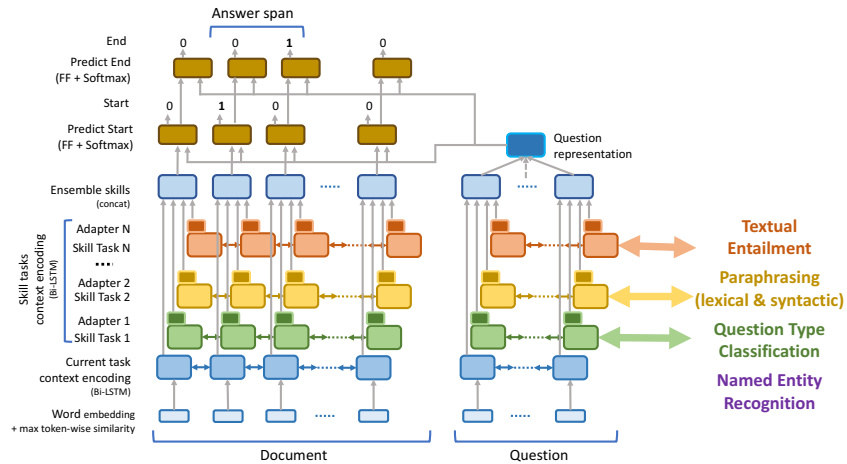 Answer span
End
0 0 1 0
Predict End
(FF + Softmax)
Start
0 1 0 0
Predict Start
(FF + Softmax)
Question
representation
Ensemble skills
(concat)
Skill tasks
context encoding
(Bi-LSTM)
Adapter N
Skill Task N
Adapter 2
Skill Task 2
Adapter 1
Skill Task 1
Textual
Entailment
Paraphrasing
(lexical & syntactic)
Question Type
Classification
Named Entity
Recognition
Current task
context encoding
(Bi-LSTM)
Word embedding
+ max token-wise similarity
Document
Question